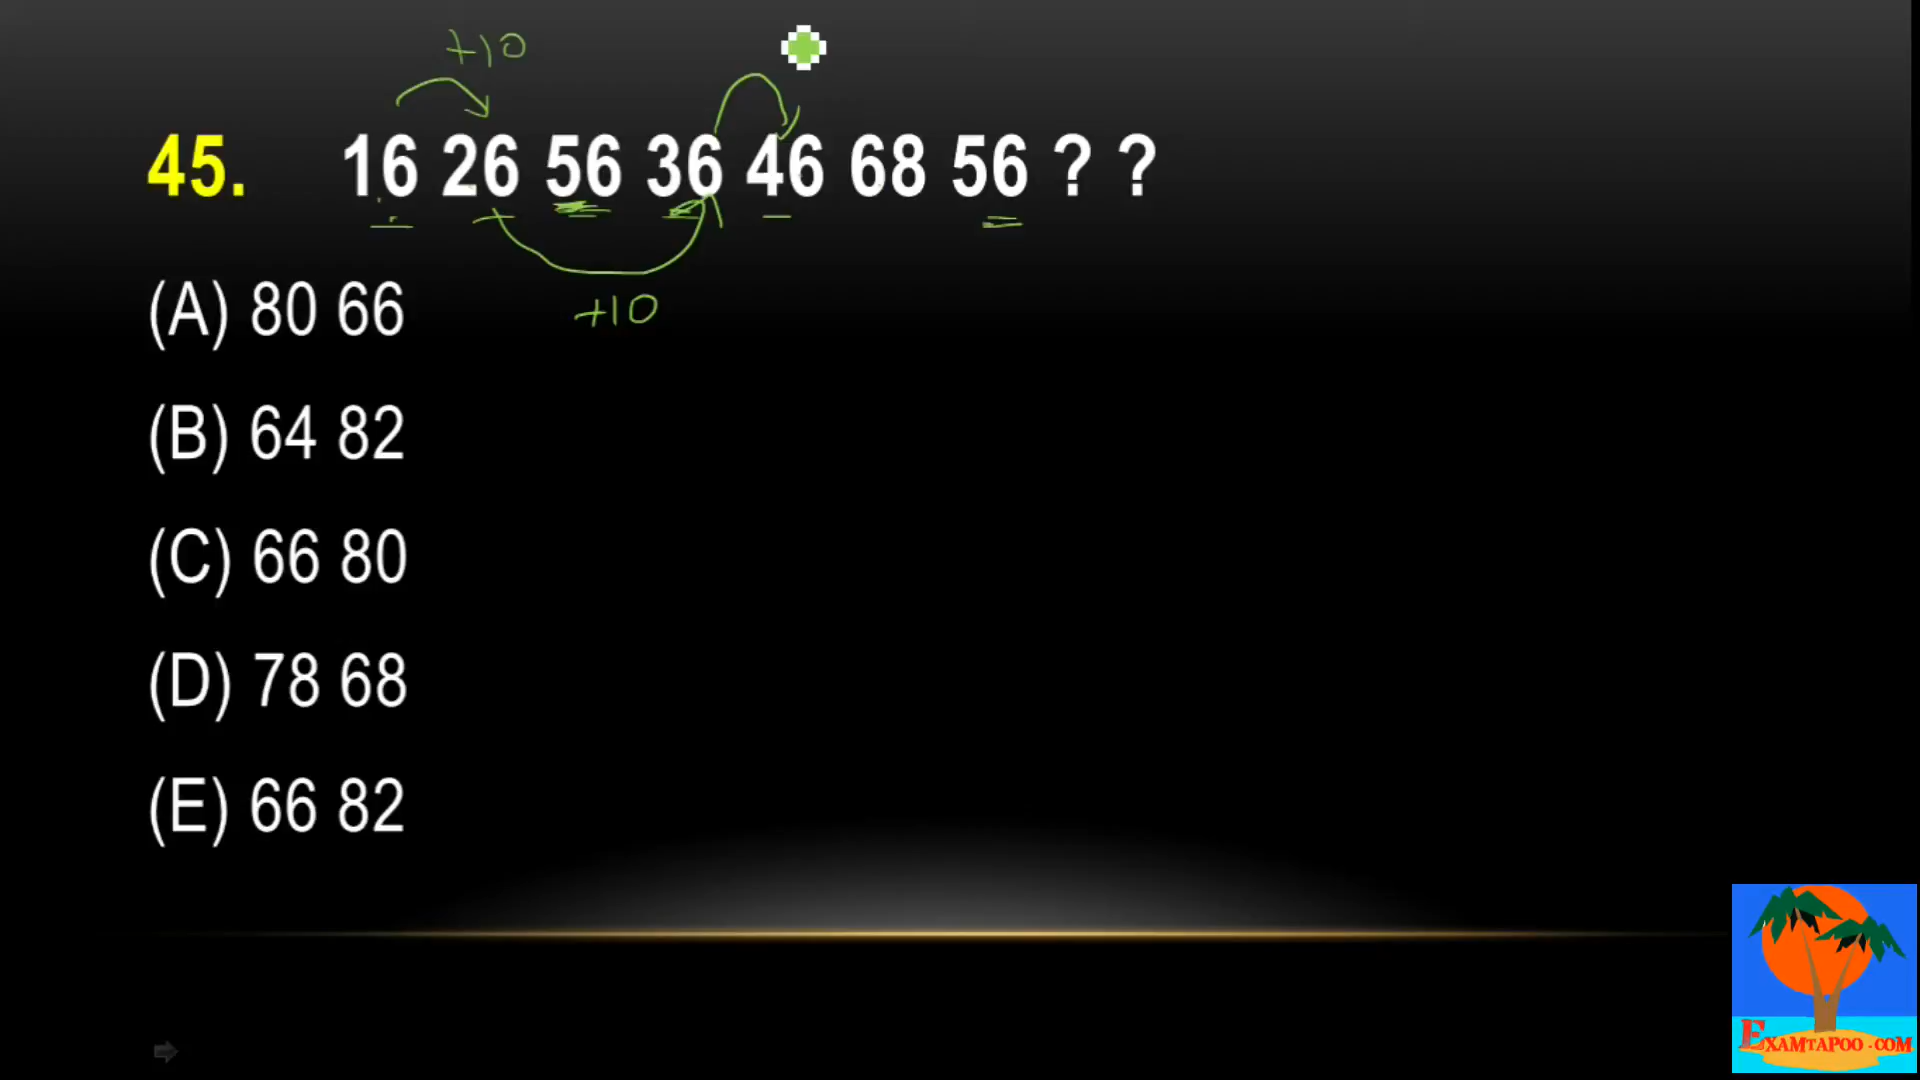 +10
45. 16 26 56 36 46 68 56 ? ?
+10
(A) 80 66
(B) 64 82
(C) 66 80
(D) 78 68
(E) 66 82
EXAMTAPOO.COM